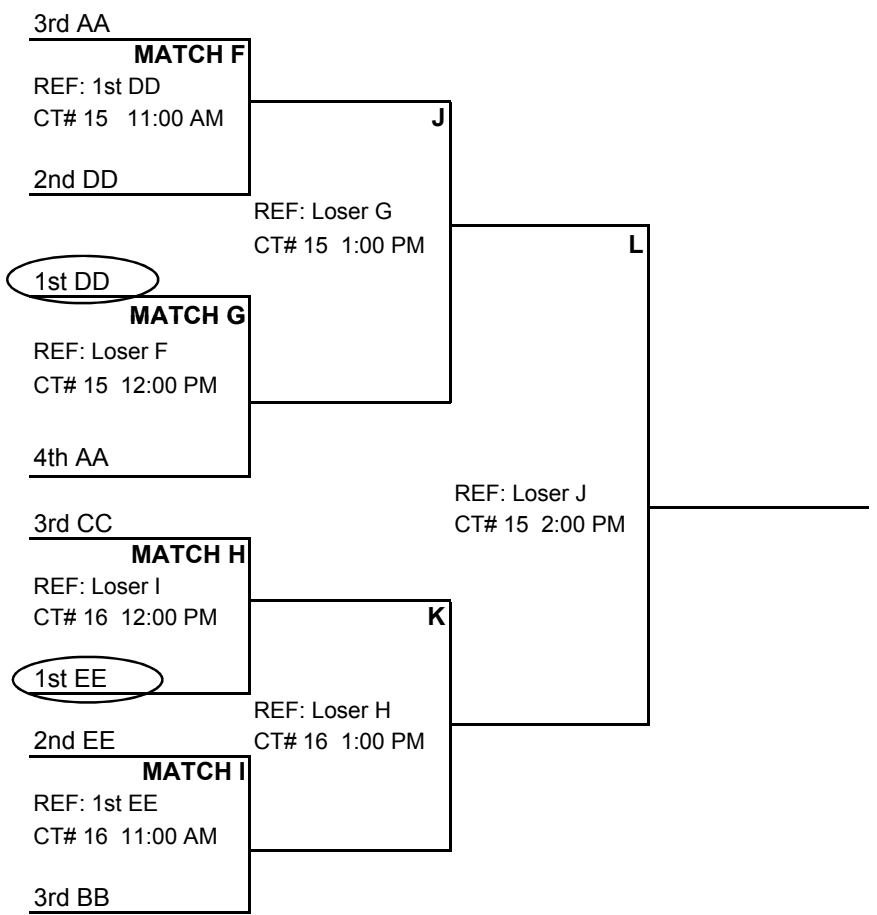 3rd AA
MATCH F
REF: 1st DD
CT# 15 11:00 AM
2nd DD
J
REF: Loser G
CT# 15 1:00 PM
1st DD
MATCH G
REF: Loser F
CT# 15 12:00 PM
4th AA
L
REF: Loser J
CT# 15 2:00 PM
3rd CC
MATCH H
REF: Loser I
CT# 16 12:00 PM
1st EE
K
REF: Loser H
CT# 16 1:00 PM
2nd EE
MATCH I
REF: 1st EE
CT# 16 11:00 AM
3rd BB